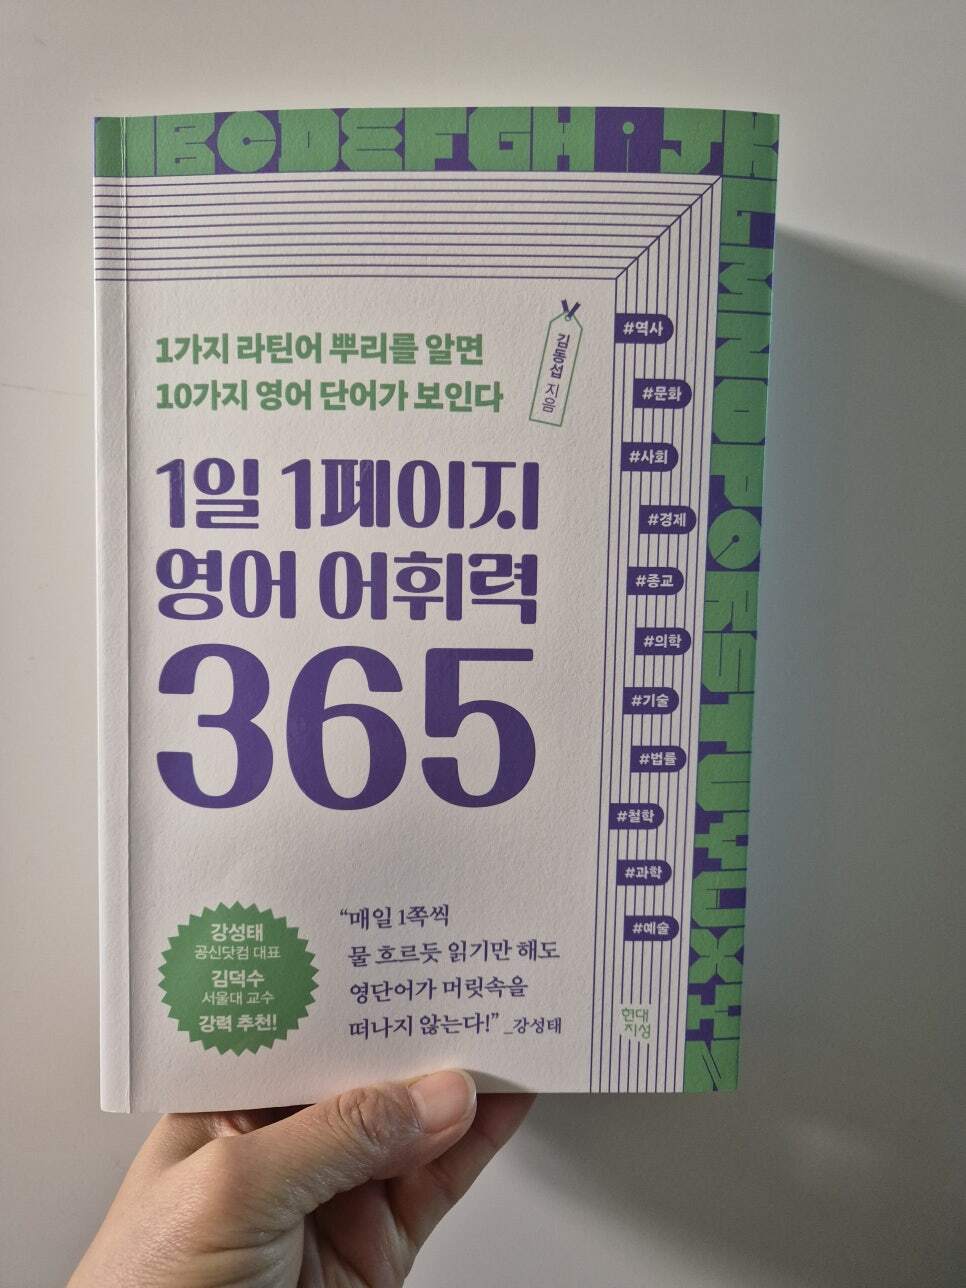 BCDEFGHIJK
LMNOPQRSTUVWXYZ
1가지 라틴어 뿌리를 알면
10가지 영어 단어가 보인다
김동섭 지음
1일 1페이지
영어 어휘력
365
#역사
#문화
#사회
#경제
#종교
#의학
#기술
#법률
#철학
#과학
#예술
강성태
공신닷컴 대표
김덕수
서울대 교수
강력 추천!
“매일 1쪽씩
물 흐르듯 읽기만 해도
영단어가 머릿속을
떠나지 않는다!” _강성태
현대
지성